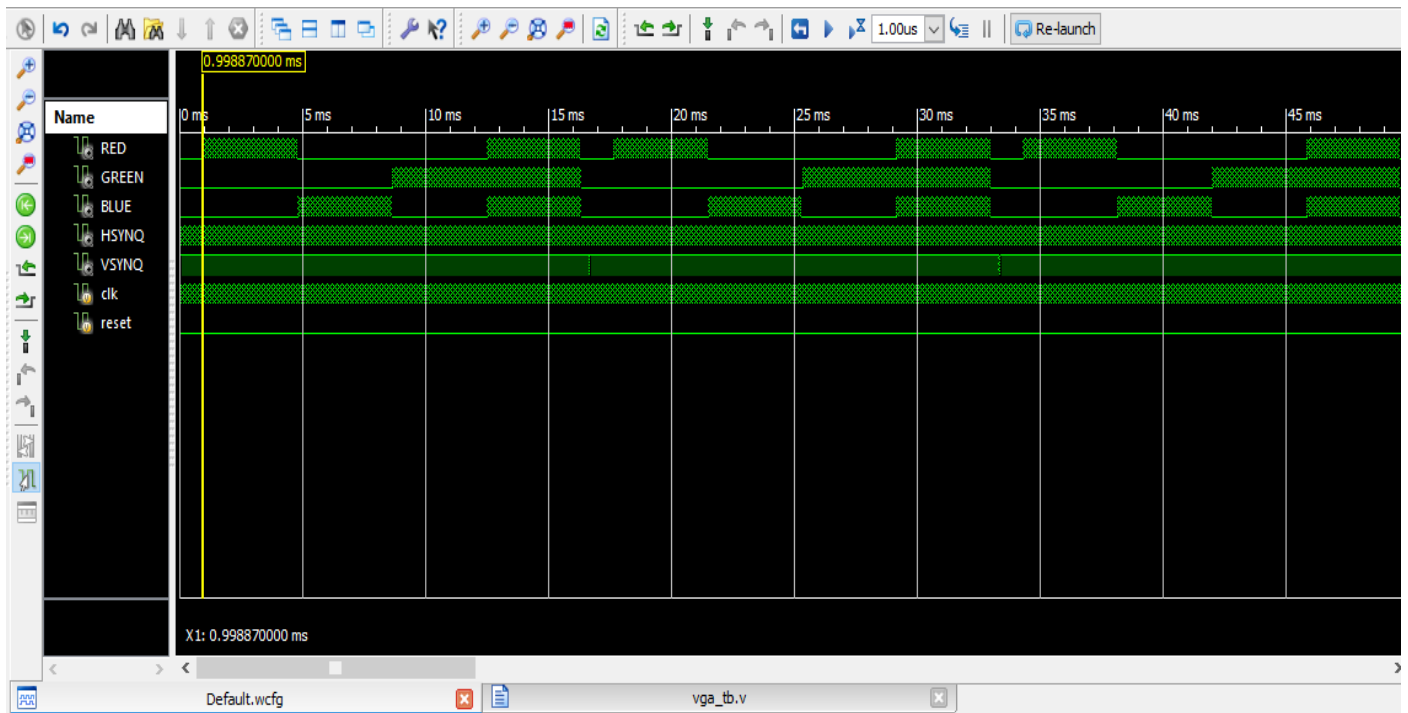 1.00us Re-launch
0.998870000 ms
Name
0 ms 5 ms 10 ms 15 ms 20 ms 25 ms 30 ms 35 ms 40 ms 45 ms
RED
GREEN
BLUE
HSYNQ
VSYNQ
clk
reset
X1: 0.998870000 ms
Default.wcfg vga_tb.v